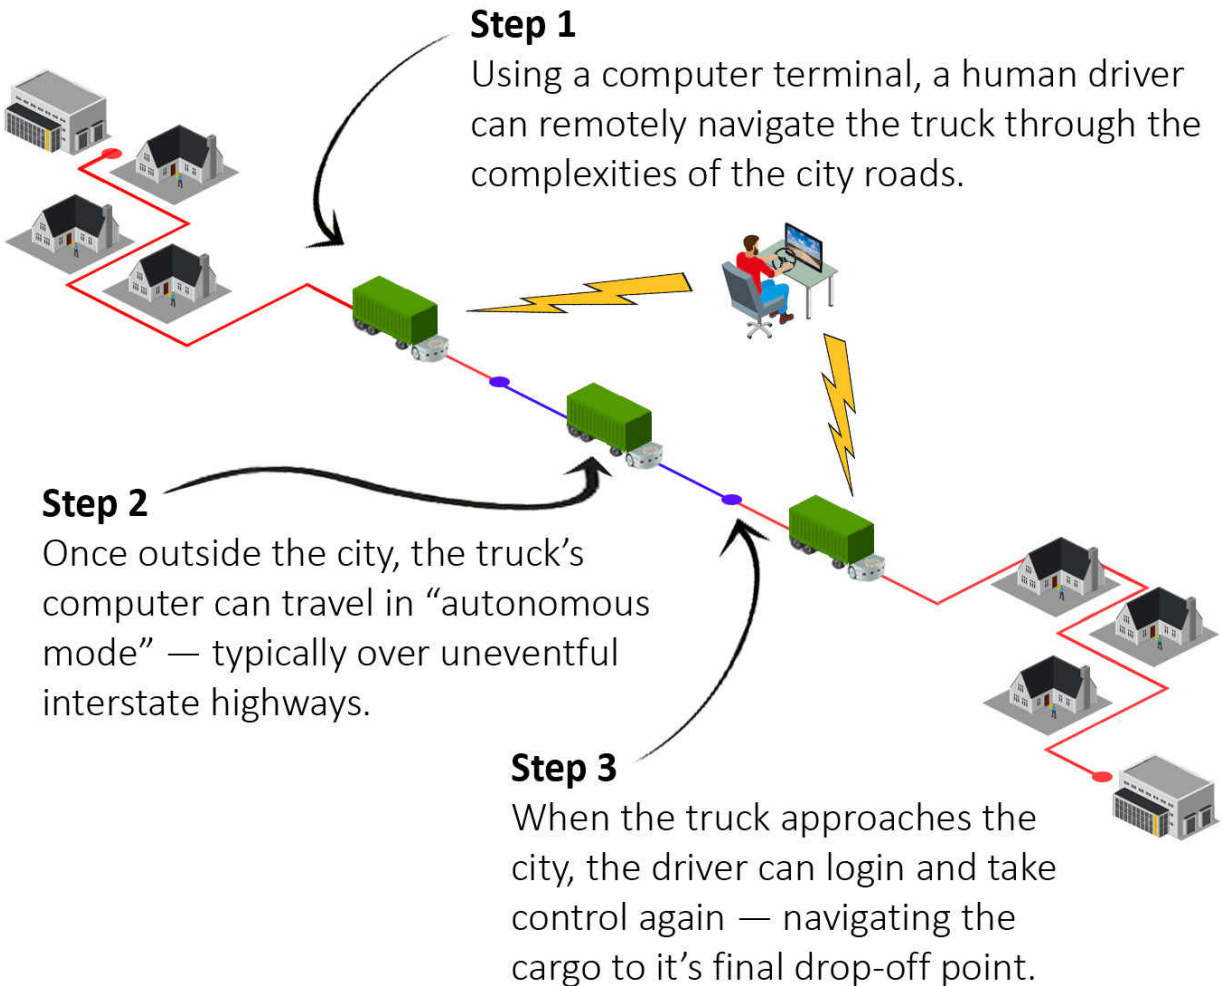 Step 1
Using a computer terminal, a human driver
can remotely navigate the truck through the
complexities of the city roads.
Step 2
Once outside the city, the truck’s
computer can travel in “autonomous
mode” — typically over uneventful
interstate highways.
Step 3
When the truck approaches the
city, the driver can login and take
control again — navigating the
cargo to it’s final drop-off point.